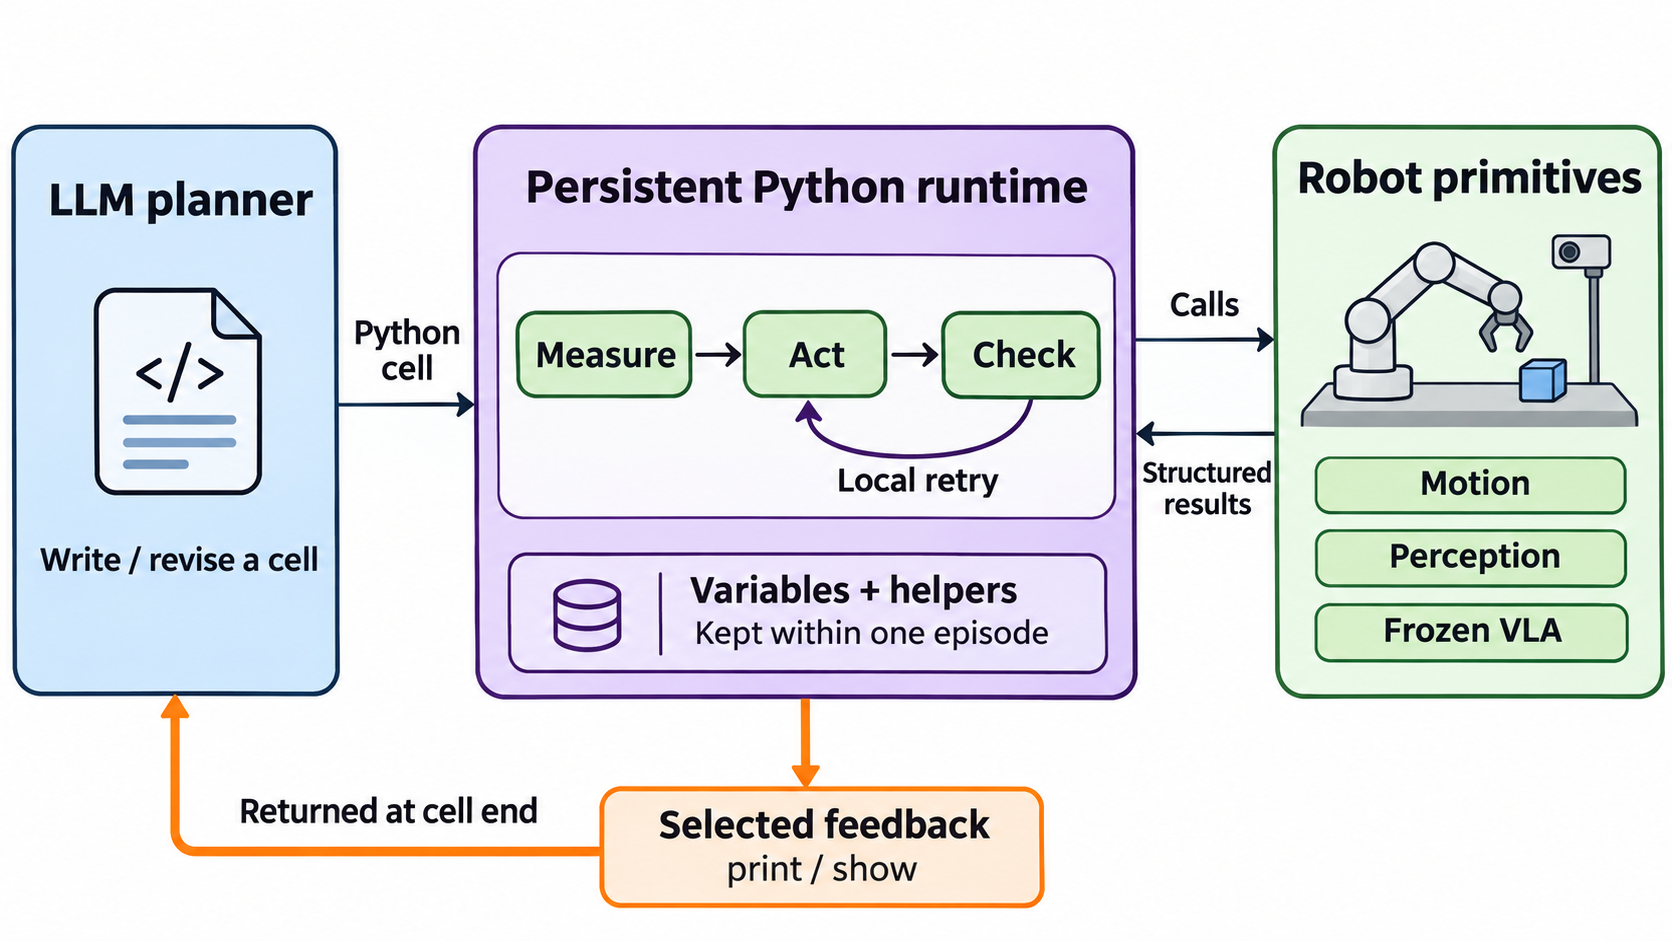 LLM planner
</>
Write / revise a cell
Python
cell
Persistent Python runtime
Measure
Act
Check
Local retry
Variables + helpers
Kept within one episode
Calls
Structured
results
Robot primitives
Motion
Perception
Frozen VLA
Selected feedback
print / show
Returned at cell end